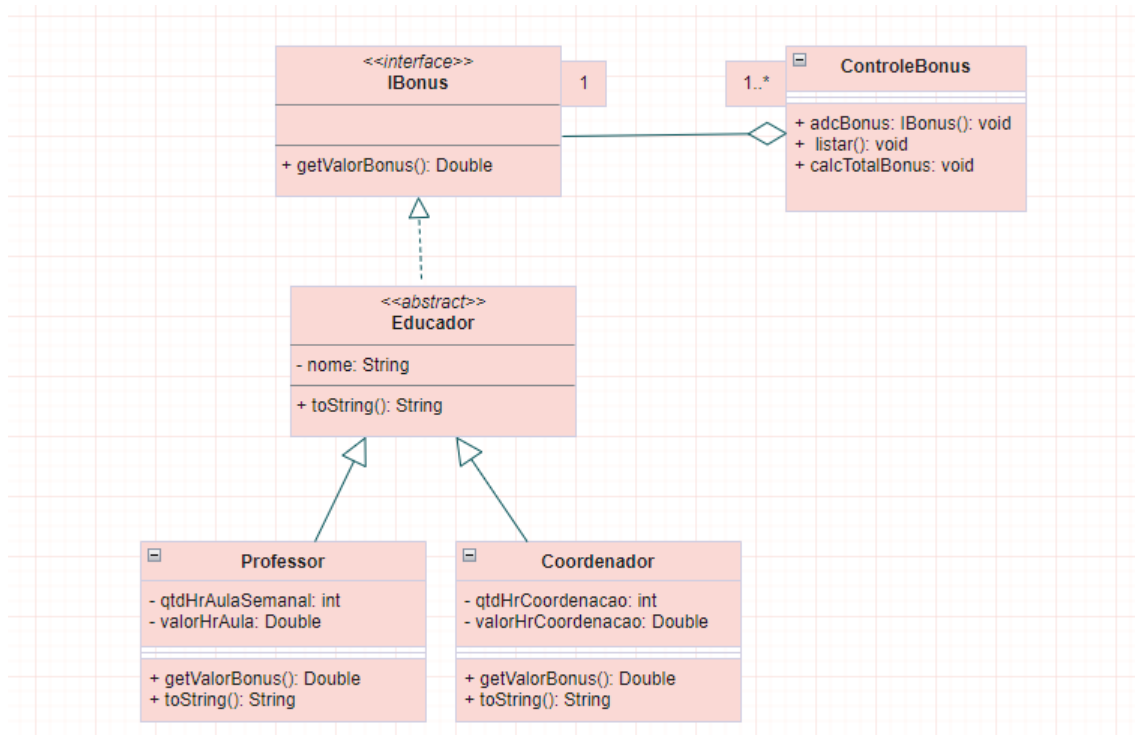 <<interface>>
IBonus
+ getValorBonus(): Double
1
1..*
ControleBonus
+ adcBonus: IBonus(): void
+ listar(): void
+ calcTotalBonus: void
<<abstract>>
Educador
- nome: String
+ toString(): String
Professor
- qtdHrAulaSemanal: int
- valorHrAula: Double
+ getValorBonus(): Double
+ toString(): String
Coordenador
- qtdHrCoordenacao: int
- valorHrCoordenacao: Double
+ getValorBonus(): Double
+ toString(): String